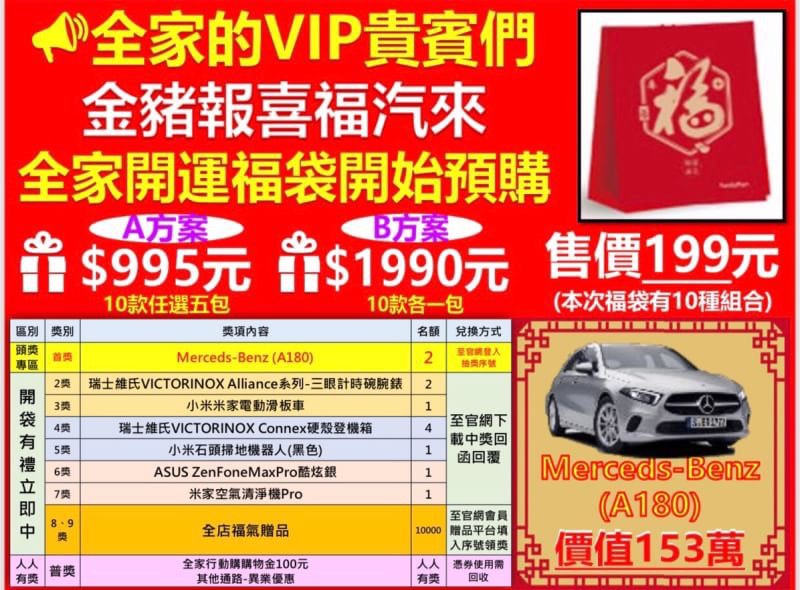 全家的VIP貴賓們
金豬報喜福汽來
全家開運福袋開始預購
福
FamilyMart
A方案
$995元
10款任選五包
B方案
$1990元
10款各一包
售價199元
(本次福袋有10種組合)
區別 獎別 獎項內容 名額 兌換方式
頭獎專區 首獎 Merceds-Benz (A180) 2 至官網登入抽獎序號
開袋有禮立即中
2獎 瑞士維氏VICTORINOX Alliance系列-三眼計時碗腕錶 2
3獎 小米米家電動滑板車 1
4獎 瑞士維氏VICTORINOX Connex硬殼登機箱 4
5獎 小米石頭掃地機器人(黑色) 1
6獎 ASUS ZenFoneMaxPro酷炫銀 1
7獎 米家空氣清淨機Pro 1
至官網下載中獎回函回覆
8、9獎 全店福氣贈品 10000 至官網會員贈品平台填入序號領獎
人人有獎 普獎 全家行動購購物金100元
其他通路-異業優惠 人人有獎 憑券使用需回收
Merceds-Benz
(A180)
價值153萬